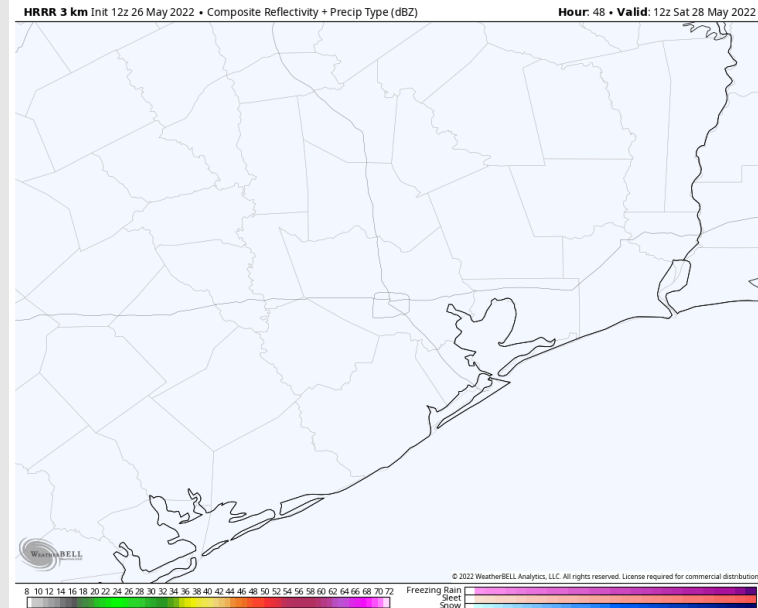 HRRR 3 km Init 12z 26 May 2022 • Composite Reflectivity + Precip Type (dBZ) Hour: 48 • Valid: 12z Sat 28 May 2022
WEATHERBELL
© 2022 WeatherBELL Analytics, LLC. All rights reserved. License required for commercial distribution
8 10 12 14 16 18 20 22 24 26 28 30 32 34 36 38 40 42 44 46 48 50 52 54 56 58 60 62 64 66 68 70 72
Freezing Rain
Sleet
Snow